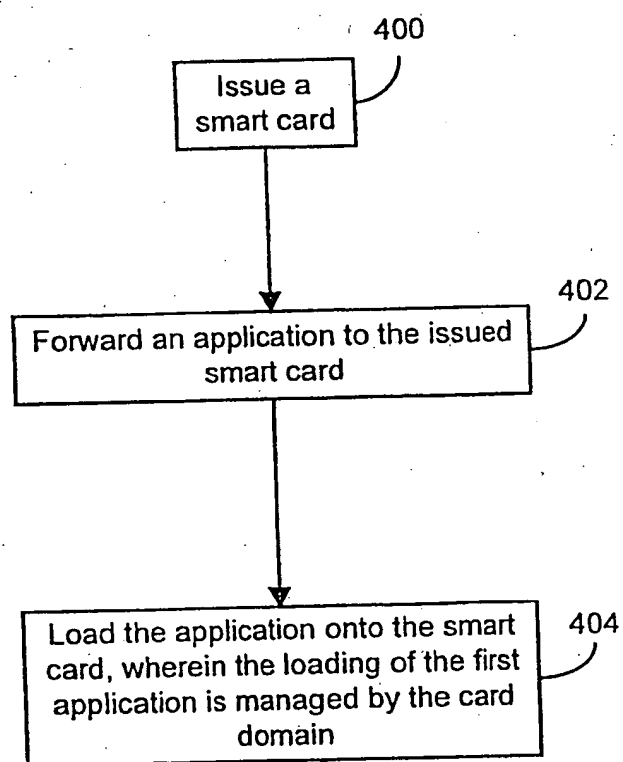 400
Issue a
smart card
402
Forward an application to the issued
smart card
404
Load the application onto the smart
card, wherein the loading of the first
application is managed by the card
domain